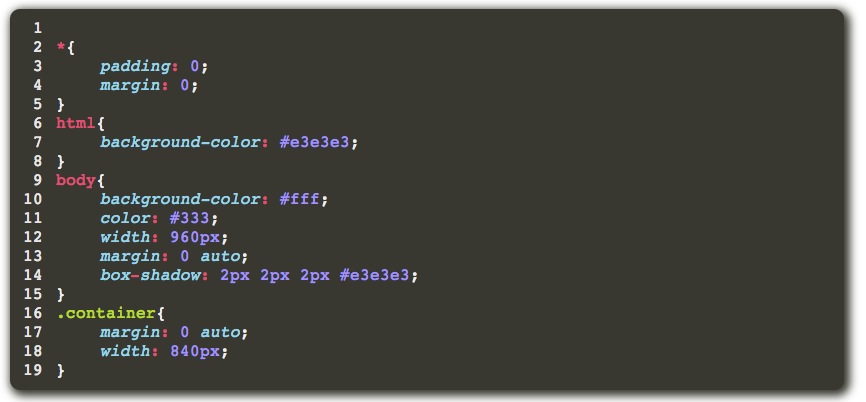 1
2 *{
3     padding: 0;
4     margin: 0;
5 }
6 html{
7     background-color: #e3e3e3;
8 }
9 body{
10     background-color: #fff;
11     color: #333;
12     width: 960px;
13     margin: 0 auto;
14     box-shadow: 2px 2px 2px #e3e3e3;
15 }
16 .container{
17     margin: 0 auto;
18     width: 840px;
19 }